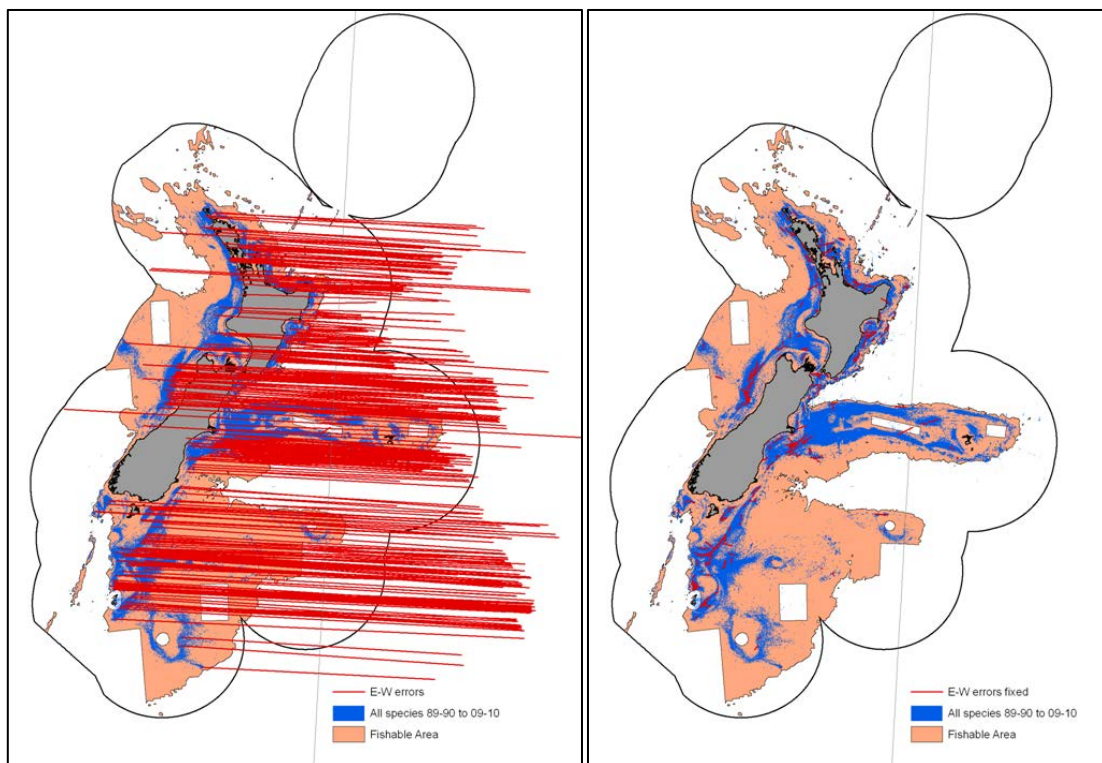 E-W errors
All species 89-90 to 09-10
Fishable Area
E-W errors fixed
All species 89-90 to 09-10
Fishable Area